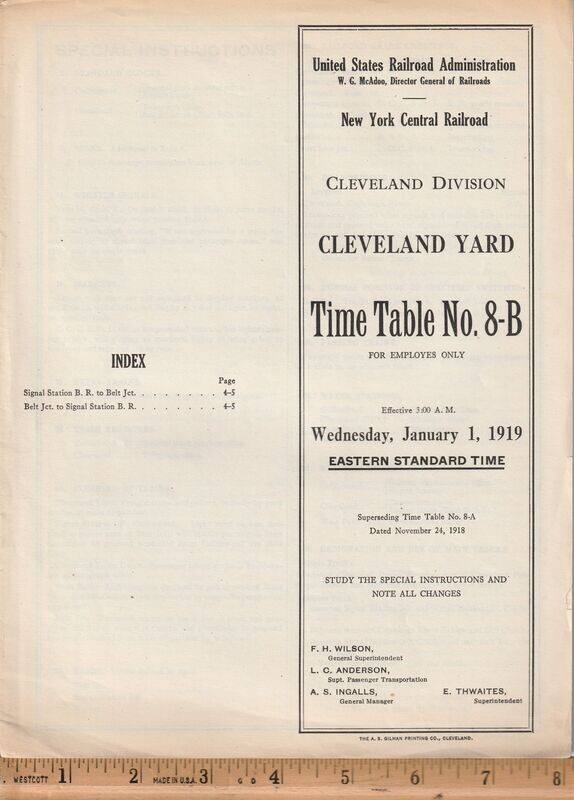 INDEX
Page
Signal Station B. R. to Belt Jct. . . . . . . . . 4–5
Belt Jct. to Signal Station B. R. . . . . . . . . 4–5
United States Railroad Administration
W. G. McAdoo, Director General of Railroads
New York Central Railroad
CLEVELAND DIVISION
CLEVELAND YARD
Time Table No. 8-B
FOR EMPLOYES ONLY
Effective 3:00 A. M.
Wednesday, January 1, 1919
EASTERN STANDARD TIME
Superseding Time Table No. 8-A
Dated November 24, 1918
STUDY THE SPECIAL INSTRUCTIONS AND
NOTE ALL CHANGES
F. H. WILSON,
General Superintendent
L. C. ANDERSON,
Supt. Passenger Transportation
A. S. INGALLS,
General Manager
E. THWAITES,
Superintendent
THE A. S. GILMAN PRINTING CO., CLEVELAND.
WESTCOTT 1 2 MADE IN U.S.A. 3 4 5 6 7 8